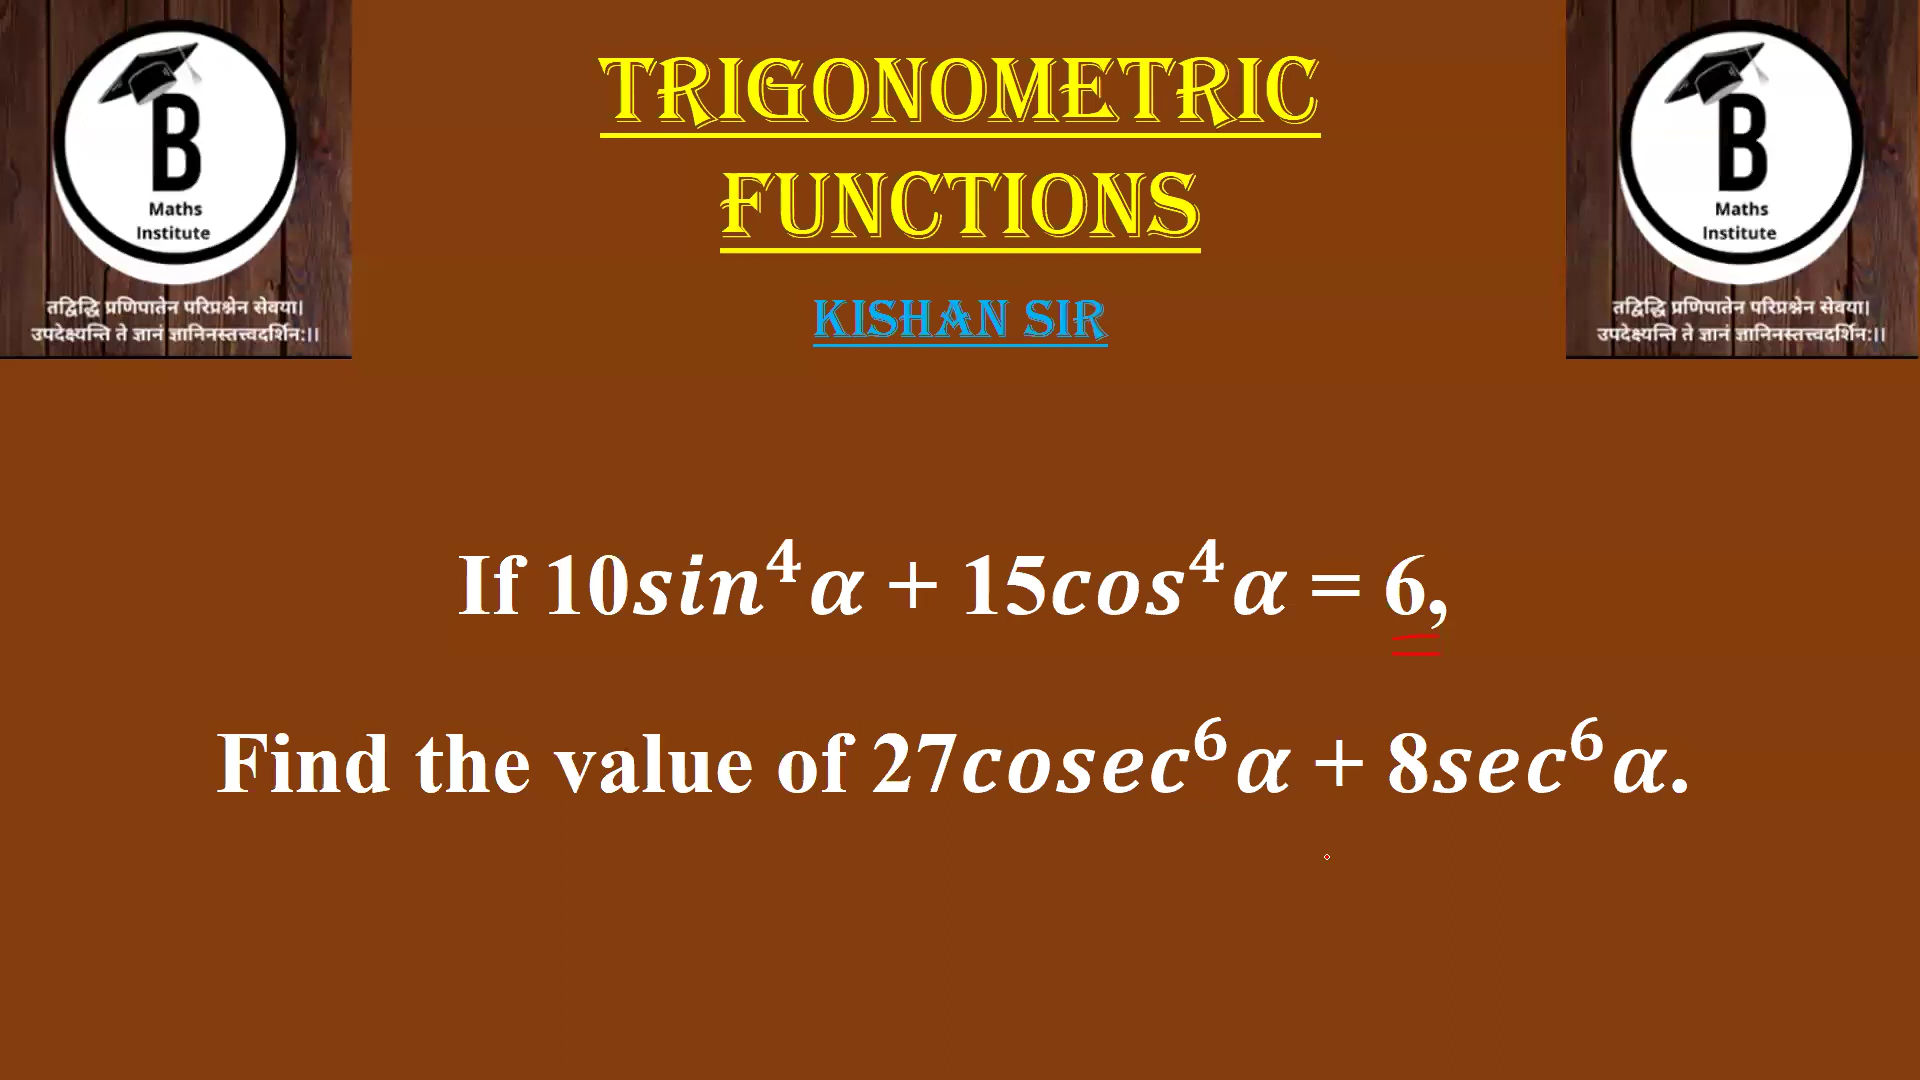 B
Maths
Institute
तद्विद्धि प्रणिपातेन परिप्रश्नेन सेवया।
उपदेक्ष्यन्ति ते ज्ञानं ज्ञानिनस्तत्त्वदर्शिन:।।
TRIGONOMETRIC
FUNCTIONS
KISHAN SIR
B
Maths
Institute
तद्विद्धि प्रणिपातेन परिप्रश्नेन सेवया।
उपदेक्ष्यन्ति ते ज्ञानं ज्ञानिनस्तत्त्वदर्शिन:।।
If 10sin⁴α + 15cos⁴α = 6,
Find the value of 27cosec⁶α + 8sec⁶α.